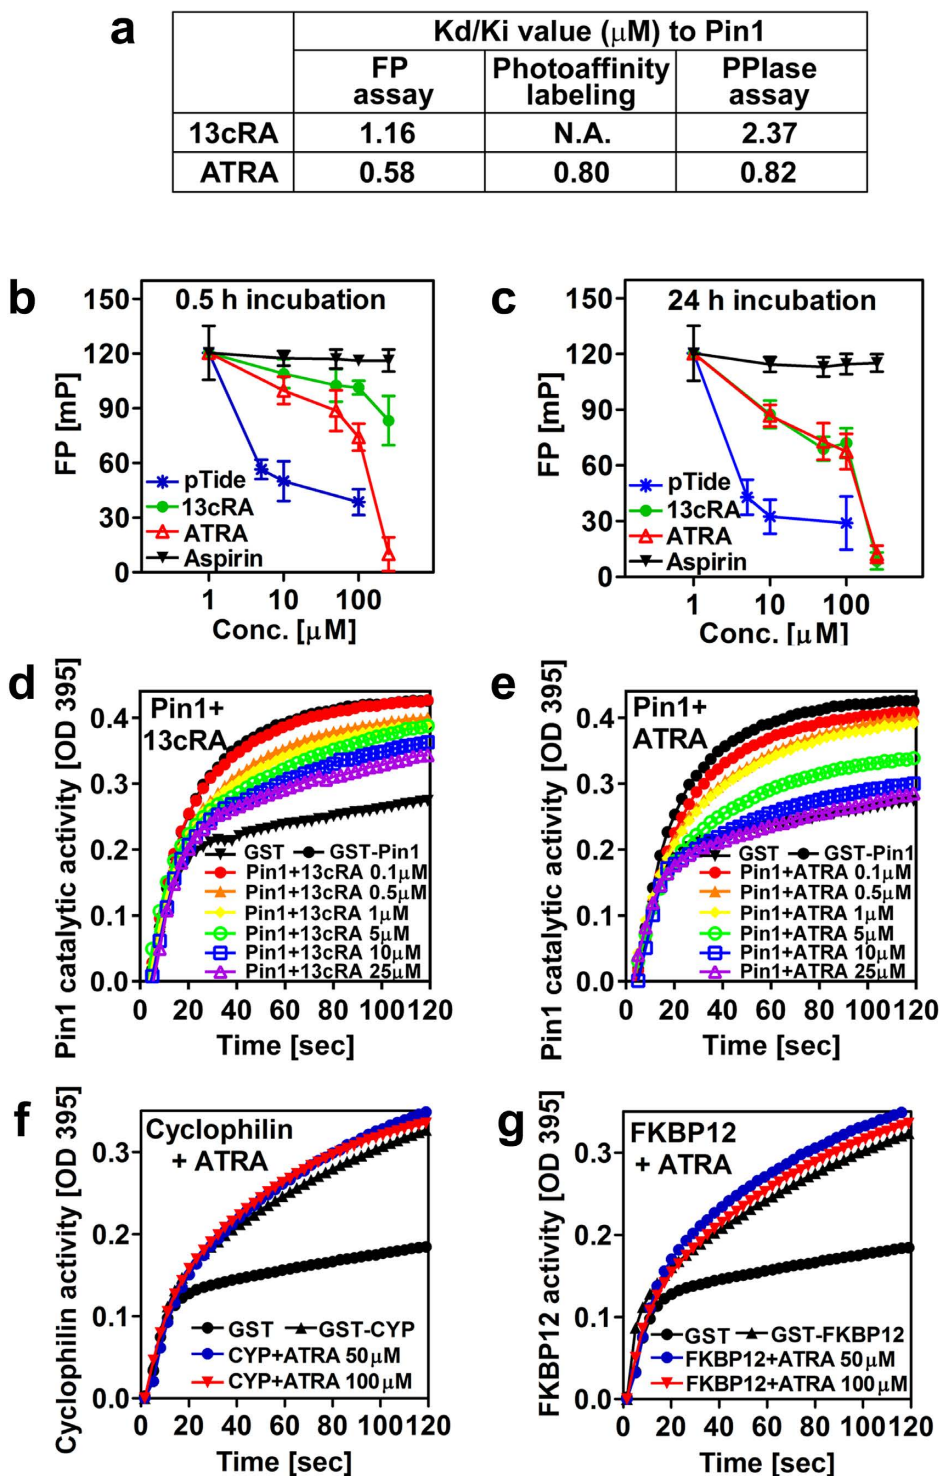 a
Kd/Ki value (μM) to Pin1
FP assay
Photoaffinity labeling
PPIase assay
13cRA 1.16 N.A. 2.37
ATRA 0.58 0.80 0.82
b
0.5 h incubation
FP [mP]
150
120
90
60
30
0
pTide
13cRA
ATRA
Aspirin
1 10 100
Conc. [μM]
c
24 h incubation
FP [mP]
150
120
90
60
30
0
pTide
13cRA
ATRA
Aspirin
1 10 100
Conc. [μM]
d
Pin1+
13cRA
Pin1 catalytic activity [OD 395]
0.4
0.3
0.2
0.1
0.0
GST GST-Pin1
Pin1+13cRA 0.1μM
Pin1+13cRA 0.5μM
Pin1+13cRA 1μM
Pin1+13cRA 5μM
Pin1+13cRA 10μM
Pin1+13cRA 25μM
0 20 40 60 80 100 120
Time [sec]
e
Pin1+
ATRA
Pin1 catalytic activity [OD 395]
0.4
0.3
0.2
0.1
0.0
GST GST-Pin1
Pin1+ATRA 0.1μM
Pin1+ATRA 0.5μM
Pin1+ATRA 1μM
Pin1+ATRA 5μM
Pin1+ATRA 10μM
Pin1+ATRA 25μM
0 20 40 60 80 100 120
Time [sec]
f
Cyclophilin
+ ATRA
Cyclophilin activity [OD 395]
0.3
0.2
0.1
0.0
GST GST-CYP
CYP+ATRA 50μM
CYP+ATRA 100μM
0 20 40 60 80 100 120
Time [sec]
g
FKBP12
+ ATRA
FKBP12 activity [OD 395]
0.3
0.2
0.1
0.0
GST GST-FKBP12
FKBP12+ATRA 50μM
FKBP12+ATRA 100μM
0 20 40 60 80 100 120
Time [sec]